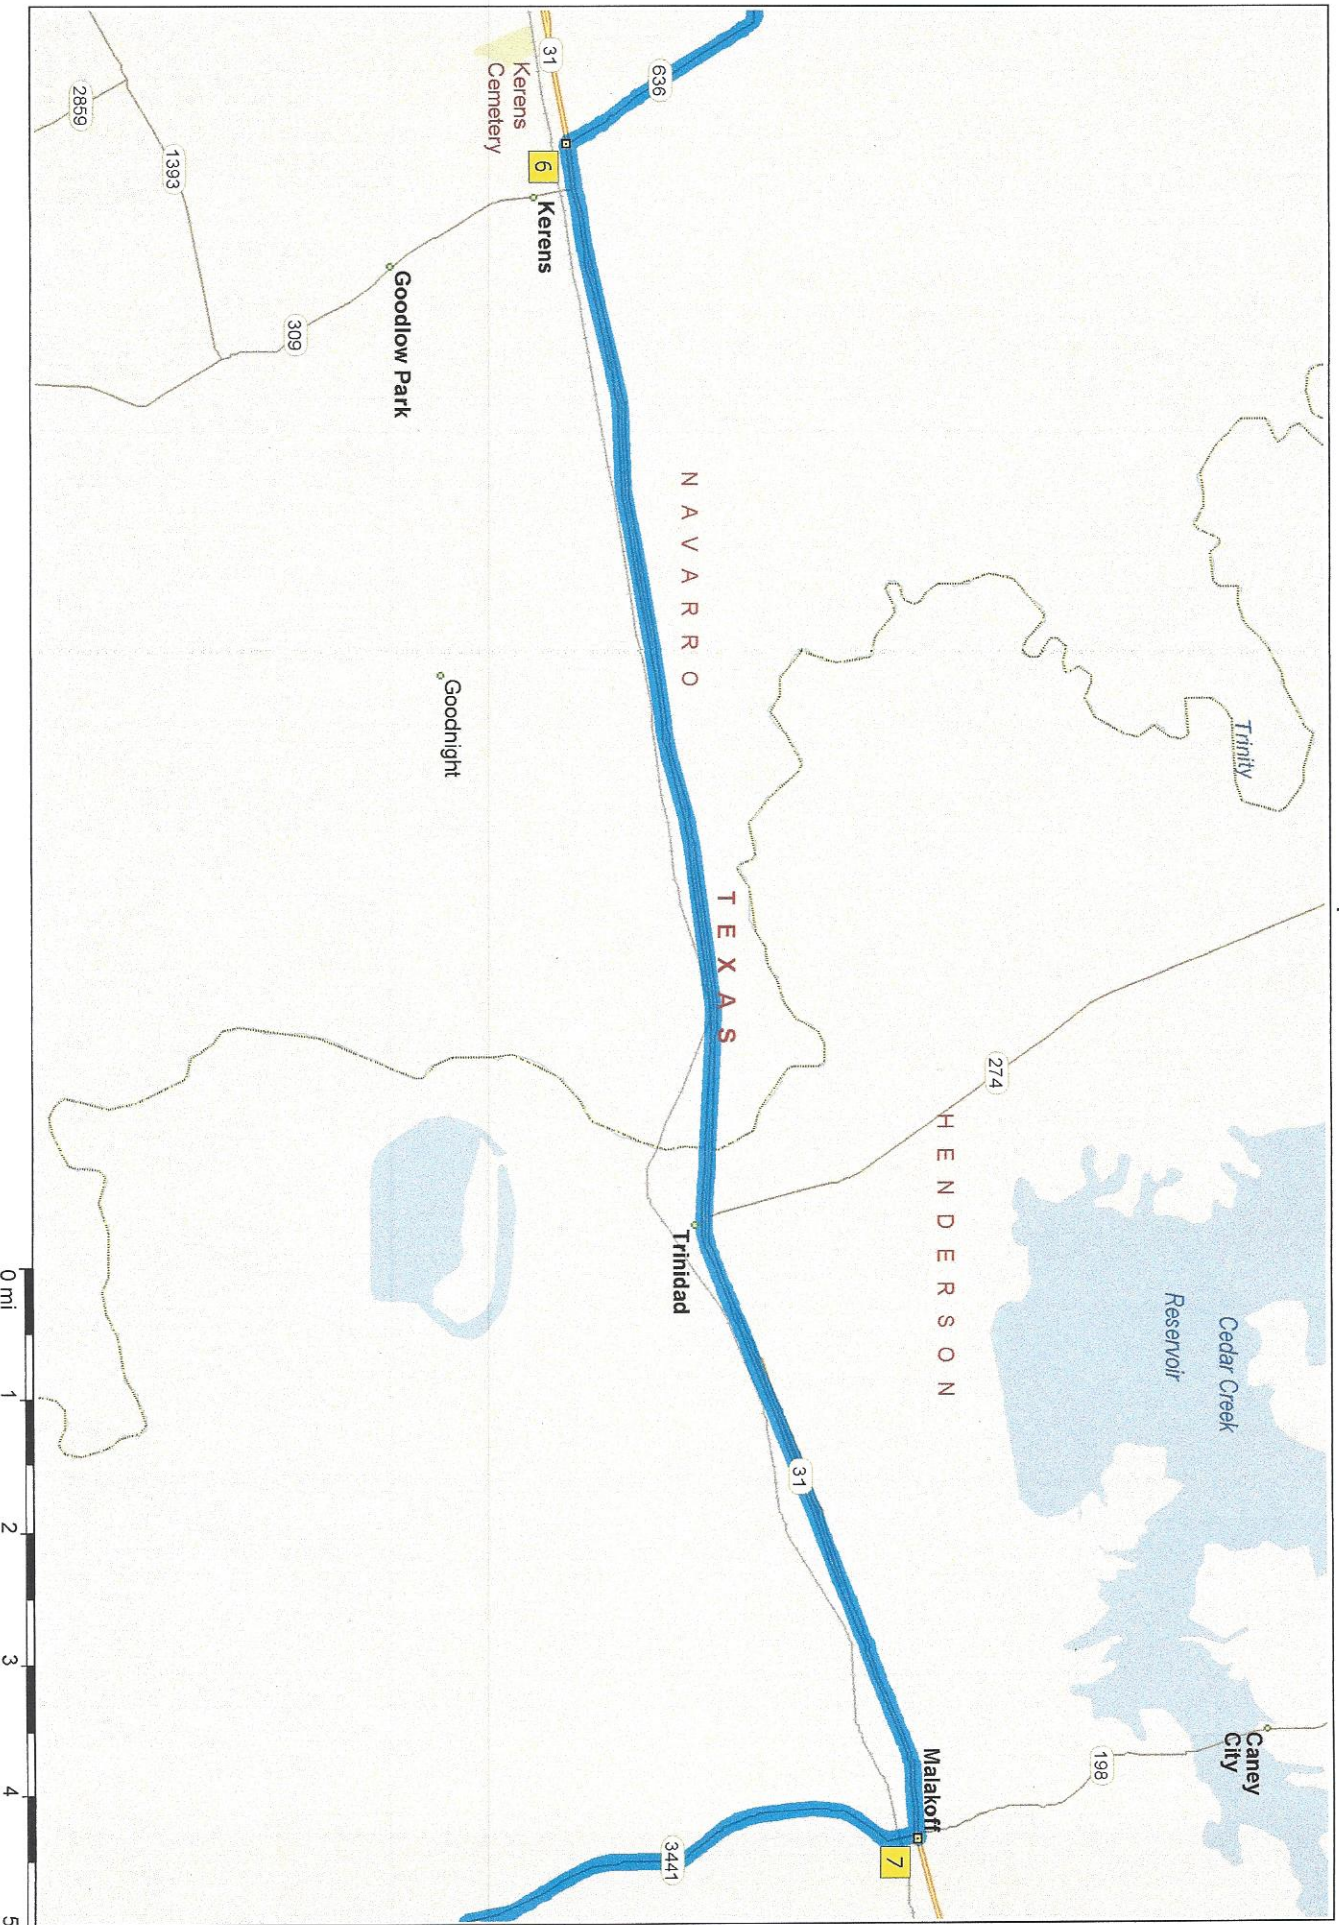 Trinity
Cedar Creek
Reservoir
Caney
City
274
198
HENDERSON
636
NAVARRO
TEXAS
Malakoff
31
7
31
Kerens
Cemetery
6
Kerens
Trinidad
3441
Goodnight
Goodlow Park
309
1393
2859
0 mi
1
2
3
4
5